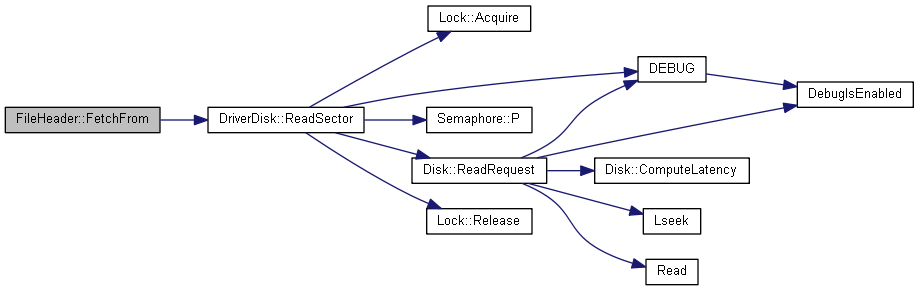 Lock::Acquire
DEBUG
DebugIsEnabled
FileHeader::FetchFrom
DriverDisk::ReadSector
Semaphore::P
Disk::ReadRequest
Disk::ComputeLatency
Lock::Release
Lseek
Read